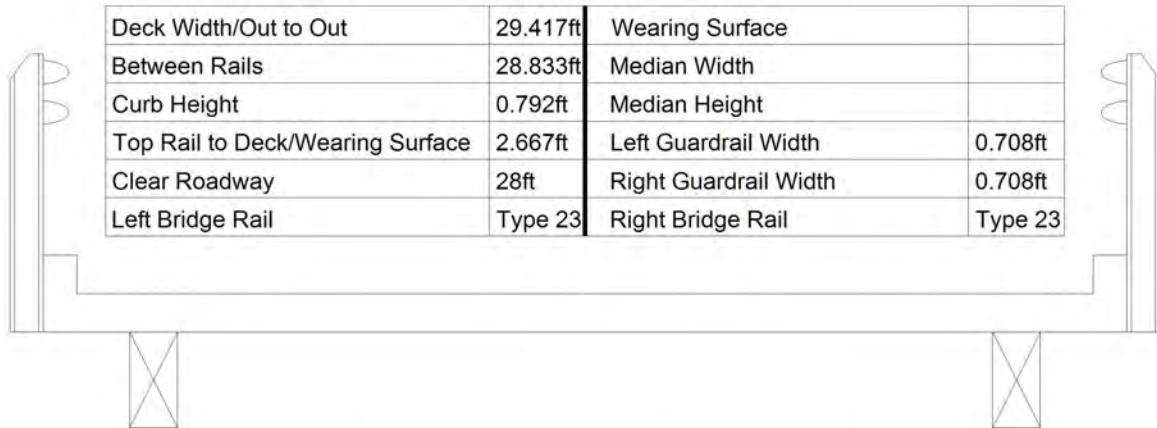 Deck Width/Out to Out 29.417ft Wearing Surface
Between Rails 28.833ft Median Width
Curb Height 0.792ft Median Height
Top Rail to Deck/Wearing Surface 2.667ft Left Guardrail Width 0.708ft
Clear Roadway 28ft Right Guardrail Width 0.708ft
Left Bridge Rail Type 23 Right Bridge Rail Type 23